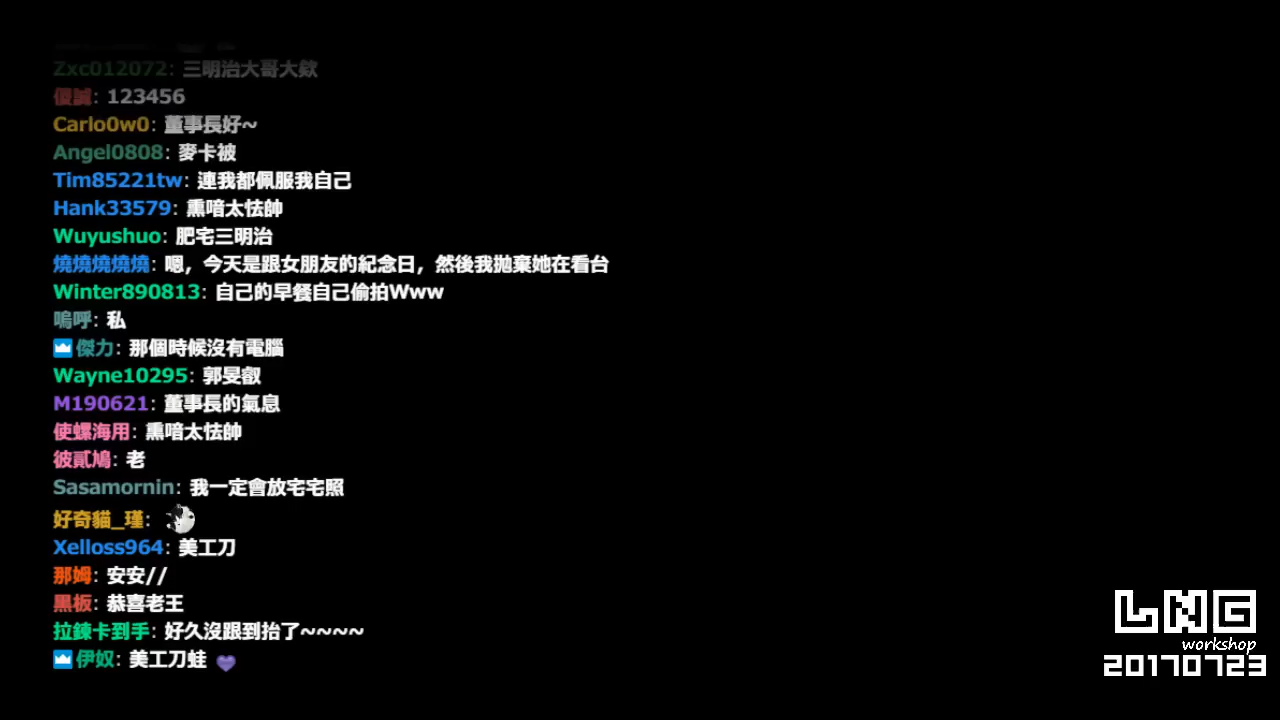 Zxc012072: 三明治大哥大欸
傻誠: 123456
Carlo0w0: 董事長好~
Angel0808: 麥卡被
Tim85221tw: 連我都佩服我自己
Hank33579: 熏暗太怯帥
Wuyushuo: 肥宅三明治
燒燒燒燒燒: 嗯，今天是跟女朋友的紀念日，然後我拋棄她在看台
Winter890813: 自己的早餐自己偷拍Www
嗚呼: 私
傑力: 那個時候沒有電腦
Wayne10295: 郭旻叡
M190621: 董事長的氣息
使螺海用: 熏暗太怯帥
彼貳鳩: 老
Sasamornin: 我一定會放宅宅照
好奇貓_瑾:
Xelloss964: 美工刀
那姆: 安安//
黑板: 恭喜老王
拉鍊卡到手: 好久沒跟到抬了~~~~
伊奴: 美工刀蛙
LNG
workshop
20170723